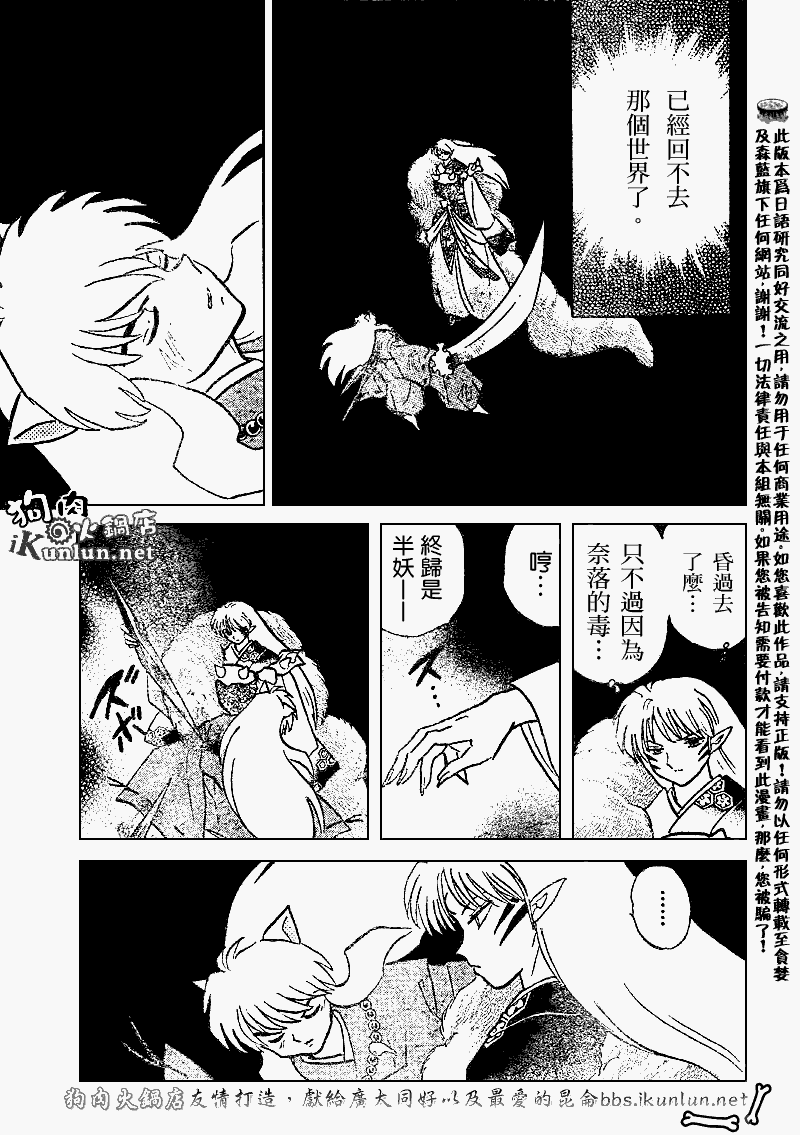 已經回不去
那個世界了。
昏過去
了麼…
只不過因為
奈落的毒…
哼…
終歸是
半妖——
ズッ
ズッ
ギ
……
狗肉火鍋店
iKunlun.net
此版本為日語研究同好交流之用，請勿用于任何商業用途。如您喜歡此作品，請支持正版！請勿以任何形式轉載至貪婪
及森藍旗下任何網站，謝謝！一切法律責任與本組無關。如果您被告知需要付款才能看到此漫畫，那麼，您被騙了！
狗肉火鍋店友情打造，獻給廣大同好以及最愛的昆侖bbs.ikunlun.net